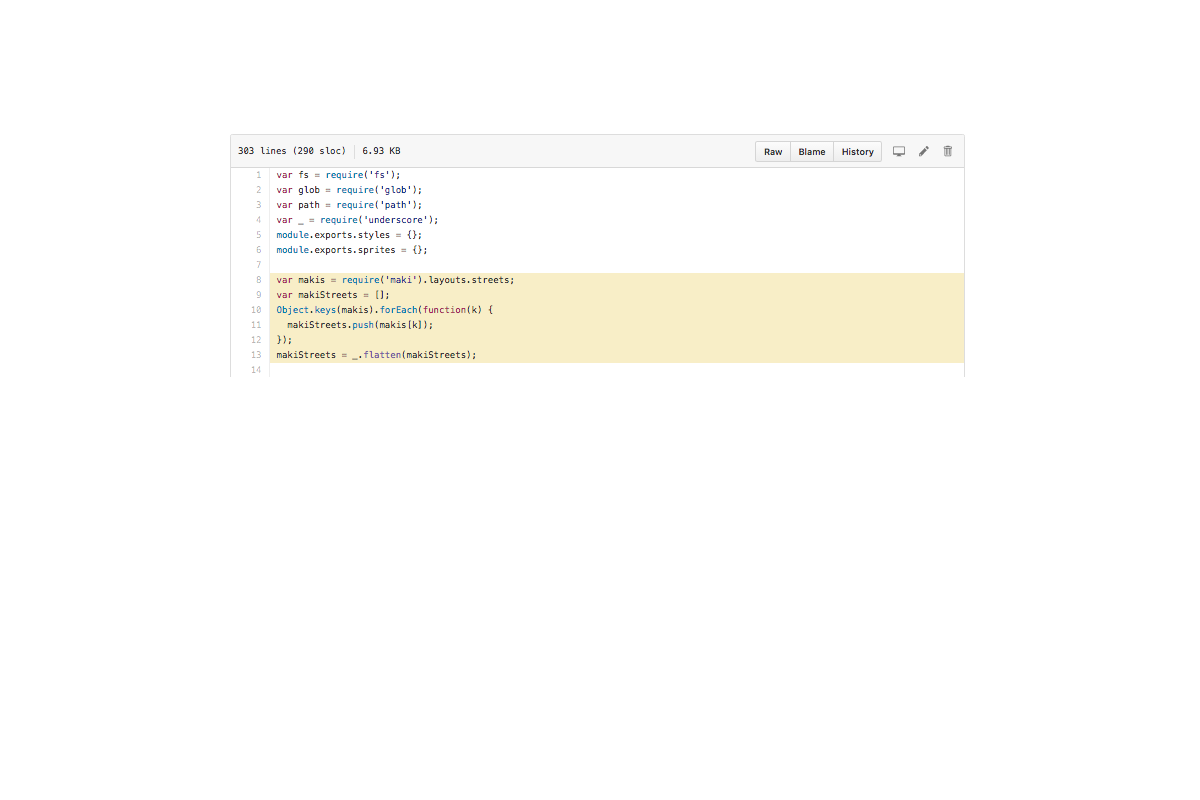 303 lines (290 sloc) 6.93 KB Raw Blame History
1 var fs = require('fs');
2 var glob = require('glob');
3 var path = require('path');
4 var _ = require('underscore');
5 module.exports.styles = {};
6 module.exports.sprites = {};
7
8 var makis = require('maki').layouts.streets;
9 var makiStreets = [];
10 Object.keys(makis).forEach(function(k) {
11   makiStreets.push(makis[k]);
12 });
13 makiStreets = _.flatten(makiStreets);
14